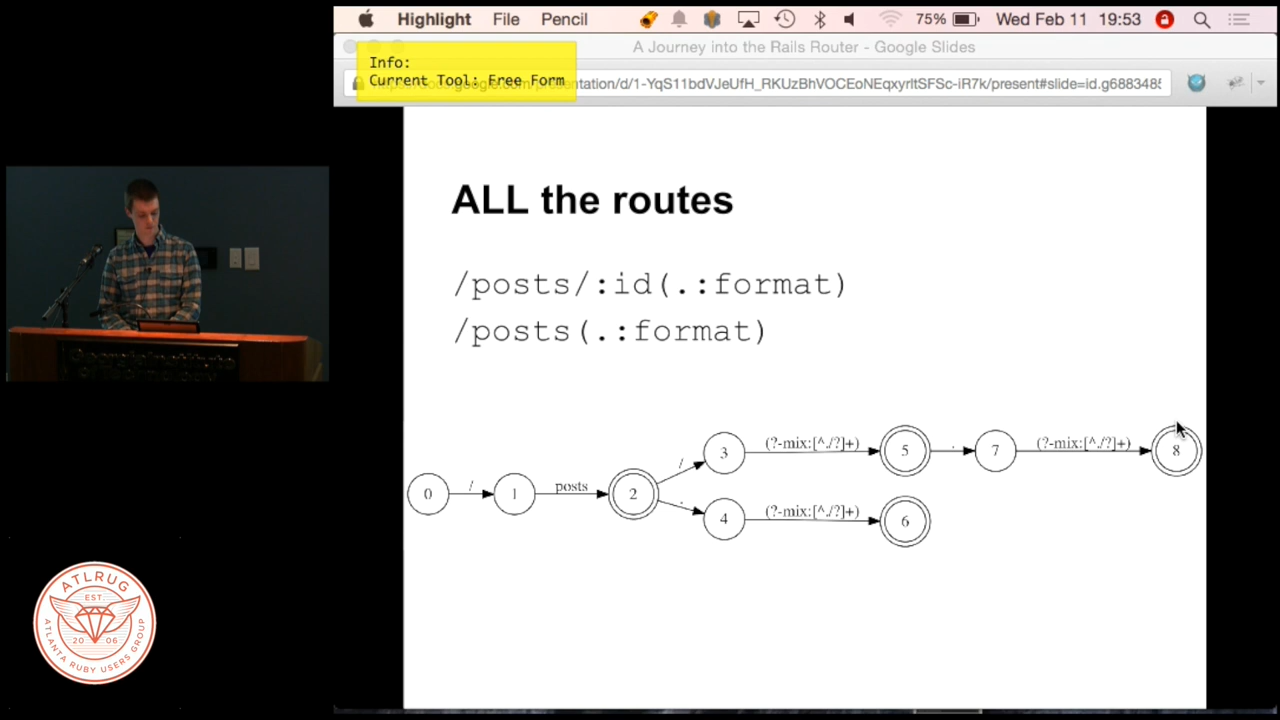 Highlight File Pencil 75% Wed Feb 11 19:53
A Journey into the Rails Router - Google Slides
Info:
Current Tool: Free Form
ALL the routes
/posts/:id(.:format)
/posts(.:format)
/ (?-mix:[^./?]+) . (?-mix:[^./?]+)
3 5 7 8
0 / 1 posts 2
. (?-mix:[^./?]+)
4 6
ATLRUG
EST
20 06
ATLANTA RUBY USERS GROUP